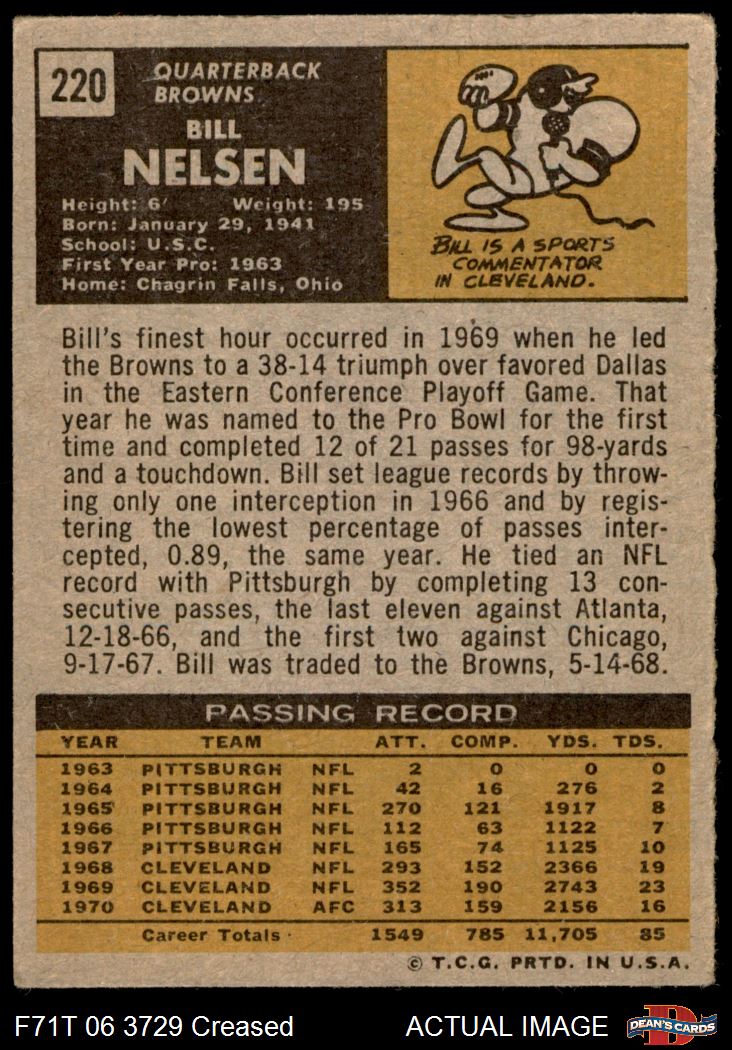 220
QUARTERBACK
BROWNS
BILL
NELSEN
Height: 6' Weight: 195
Born: January 29, 1941
School: U.S.C.
First Year Pro: 1963
Home: Chagrin Falls, Ohio
BILL IS A SPORTS
COMMENTATOR
IN CLEVELAND.
Bill's finest hour occurred in 1969 when he led
the Browns to a 38-14 triumph over favored Dallas
in the Eastern Conference Playoff Game. That
year he was named to the Pro Bowl for the first
time and completed 12 of 21 passes for 98-yards
and a touchdown. Bill set league records by throw-
ing only one interception in 1966 and by regis-
tering the lowest percentage of passes inter-
cepted, 0.89, the same year. He tied an NFL
record with Pittsburgh by completing 13 con-
secutive passes, the last eleven against Atlanta,
12-18-66, and the first two against Chicago,
9-17-67. Bill was traded to the Browns, 5-14-68.
PASSING RECORD
YEAR TEAM ATT. COMP. YDS. TDS.
1963 PITTSBURGH NFL 2 0 0 0
1964 PITTSBURGH NFL 42 16 276 2
1965 PITTSBURGH NFL 270 121 1917 8
1966 PITTSBURGH NFL 112 63 1122 7
1967 PITTSBURGH NFL 165 74 1125 10
1968 CLEVELAND NFL 293 152 2366 19
1969 CLEVELAND NFL 352 190 2743 23
1970 CLEVELAND AFC 313 159 2156 16
Career Totals 1549 785 11,705 85
© T.C.G. PRTD. IN U.S.A.
F71T 06 3729 Creased ACTUAL IMAGE DEAN'S CARDS